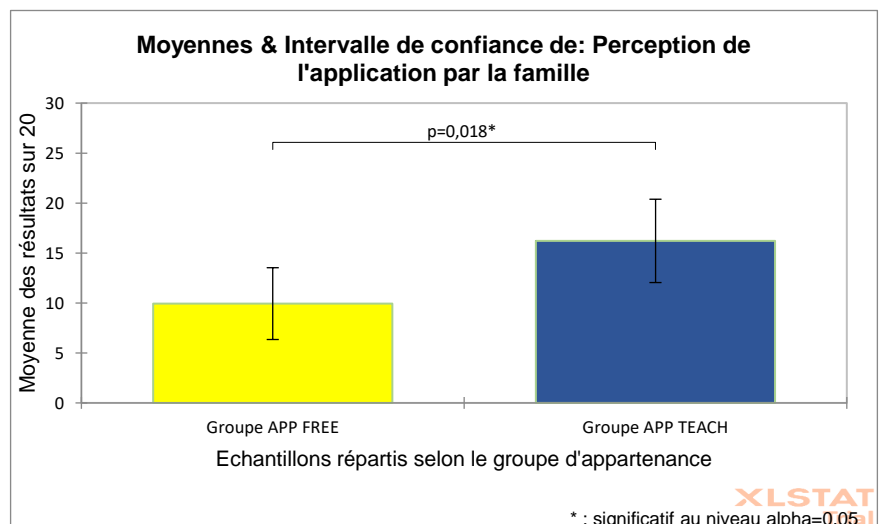 Moyennes & Intervalle de confiance de: Perception de
l'application par la famille
Moyenne des résultats sur 20
30
25
20
15
10
5
0
p=0,018*
Groupe APP FREE
Groupe APP TEACH
Echantillons répartis selon le groupe d'appartenance
XLSTAT
* : significatif au niveau alpha=0,05